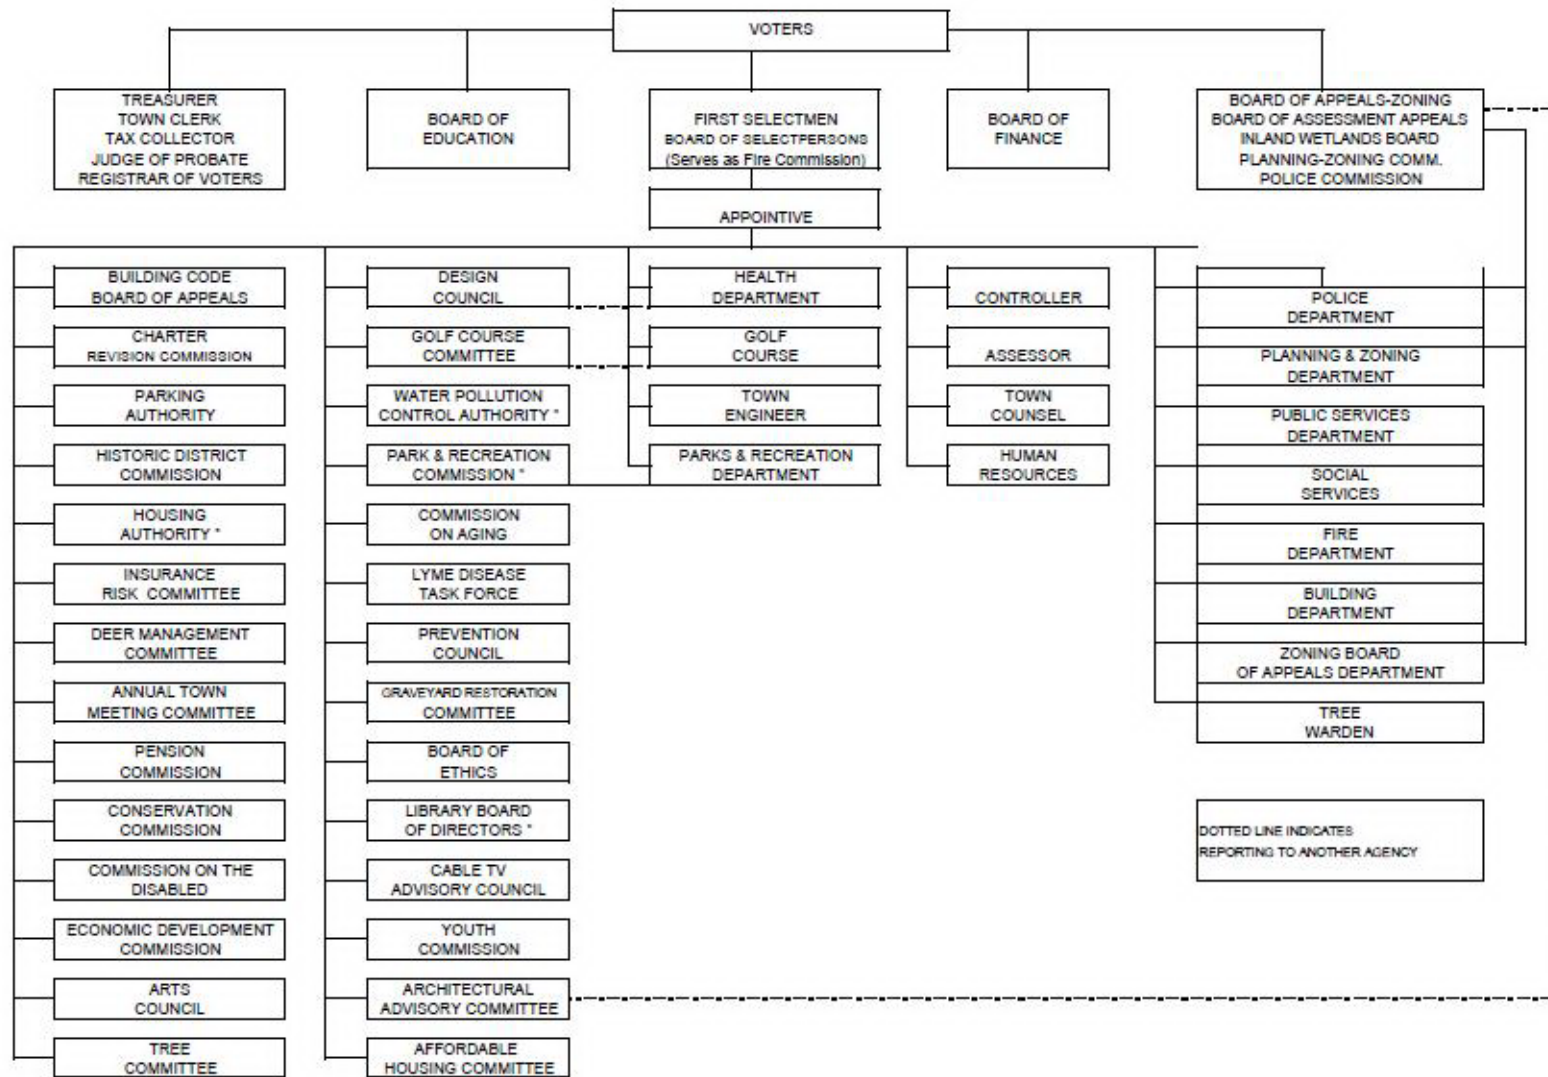 VOTERS
TREASURER
TOWN CLERK
TAX COLLECTOR
JUDGE OF PROBATE
REGISTRAR OF VOTERS
BOARD OF
EDUCATION
FIRST SELECTMEN
BOARD OF SELECTPERSONS
(Serves as Fire Commission)
BOARD OF
FINANCE
BOARD OF APPEALS-ZONING
BOARD OF ASSESSMENT APPEALS
INLAND WETLANDS BOARD
PLANNING-ZONING COMM.
POLICE COMMISSION
APPOINTIVE
BUILDING CODE
BOARD OF APPEALS
CHARTER
REVISION COMMISSION
PARKING
AUTHORITY
HISTORIC DISTRICT
COMMISSION
HOUSING
AUTHORITY *
INSURANCE
RISK COMMITTEE
DEER MANAGEMENT
COMMITTEE
ANNUAL TOWN
MEETING COMMITTEE
PENSION
COMMISSION
CONSERVATION
COMMISSION
COMMISSION ON THE
DISABLED
ECONOMIC DEVELOPMENT
COMMISSION
ARTS
COUNCIL
TREE
COMMITTEE
DESIGN
COUNCIL
GOLF COURSE
COMMITTEE
WATER POLLUTION
CONTROL AUTHORITY *
PARK & RECREATION
COMMISSION *
COMMISSION
ON AGING
LYME DISEASE
TASK FORCE
PREVENTION
COUNCIL
GRAVEYARD RESTORATION
COMMITTEE
BOARD OF
ETHICS
LIBRARY BOARD
OF DIRECTORS *
CABLE TV
ADVISORY COUNCIL
YOUTH
COMMISSION
ARCHITECTURAL
ADVISORY COMMITTEE
AFFORDABLE
HOUSING COMMITTEE
HEALTH
DEPARTMENT
GOLF
COURSE
TOWN
ENGINEER
PARKS & RECREATION
DEPARTMENT
CONTROLLER
ASSESSOR
TOWN
COUNSEL
HUMAN
RESOURCES
POLICE
DEPARTMENT
PLANNING & ZONING
DEPARTMENT
PUBLIC SERVICES
DEPARTMENT
SOCIAL
SERVICES
FIRE
DEPARTMENT
BUILDING
DEPARTMENT
ZONING BOARD
OF APPEALS DEPARTMENT
TREE
WARDEN
DOTTED LINE INDICATES
REPORTING TO ANOTHER AGENCY